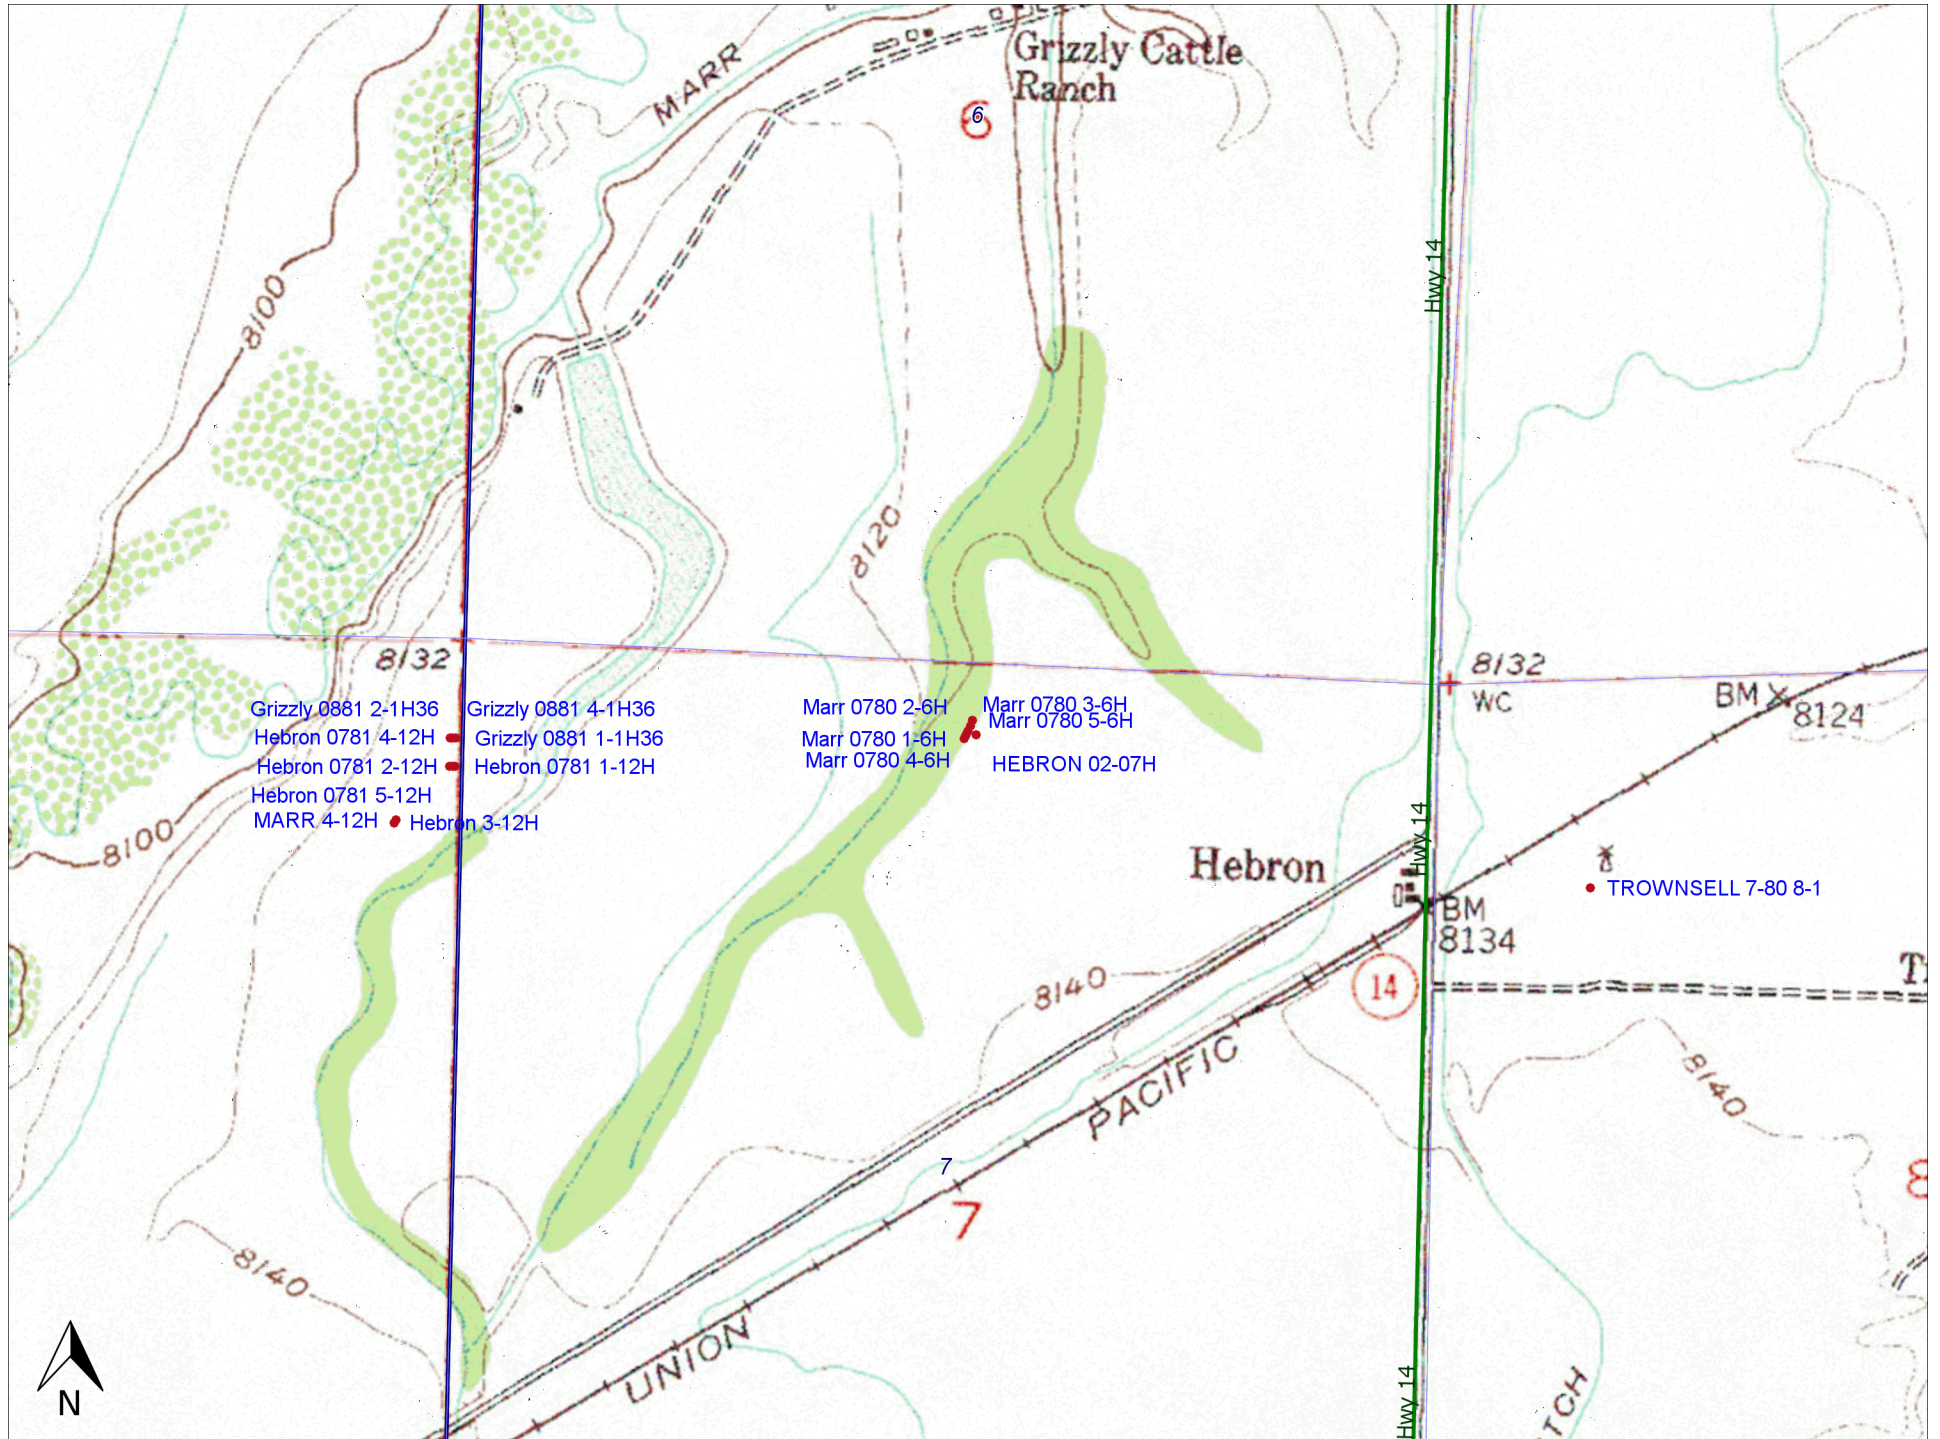 MARR
Grizzly Cattle
Ranch
6
6
8100
Hwy 14
8120
8132
8132
WC
BM
8124
Grizzly 0881 2-1H36
Grizzly 0881 4-1H36
Hebron 0781 4-12H
Grizzly 0881 1-1H36
Hebron 0781 2-12H
Hebron 0781 1-12H
Hebron 0781 5-12H
MARR 4-12H
Hebron 3-12H
Marr 0780 2-6H
Marr 0780 3-6H
Marr 0780 5-6H
Marr 0780 1-6H
Marr 0780 4-6H
HEBRON 02-07H
8100
Hwy 14
Hebron
TROWNSELL 7-80 8-1
BM
8134
14
8140
PACIFIC
8140
7
7
8
8140
UNION
Hwy 14
TCH
N